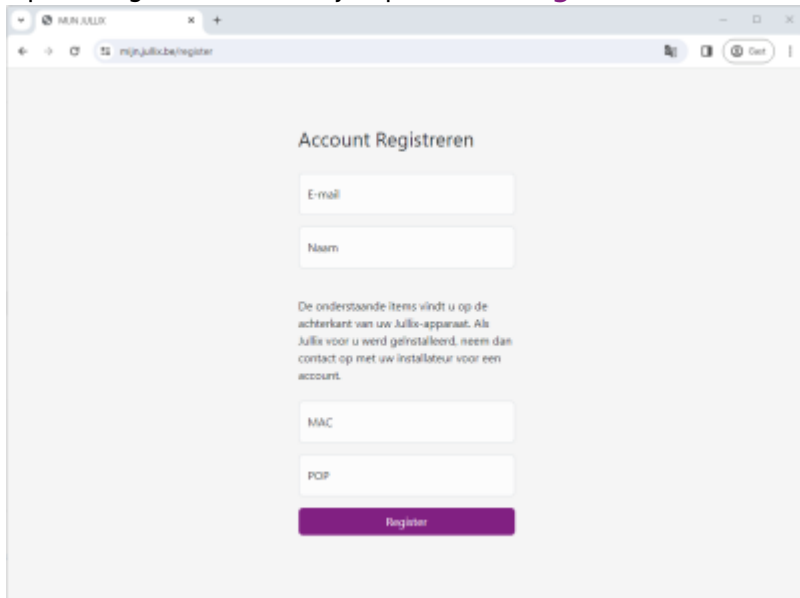 MIJN JULLIX
mijn.jullix.be/register
Gast
Account Registreren
E-mail
Naam
De onderstaande items vindt u op de
achterkant van uw Jullix-apparaat. Als
Jullix voor u werd geïnstalleerd, neem dan
contact op met uw installateur voor een
account.
MAC
POP
Register